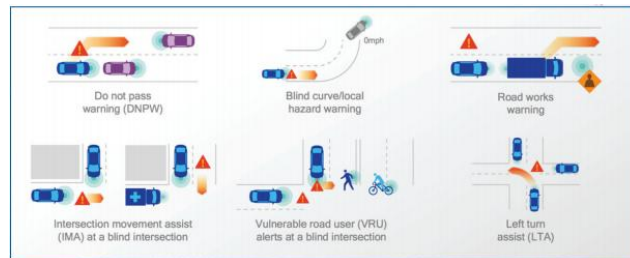 0mph
Do not pass
warning (DNPW)
Blind curve/local
hazard warning
Road works
warning
Intersection movement assist
(IMA) at a blind intersection
Vulnerable road user (VRU)
alerts at a blind intersection
Left turn
assist (LTA)